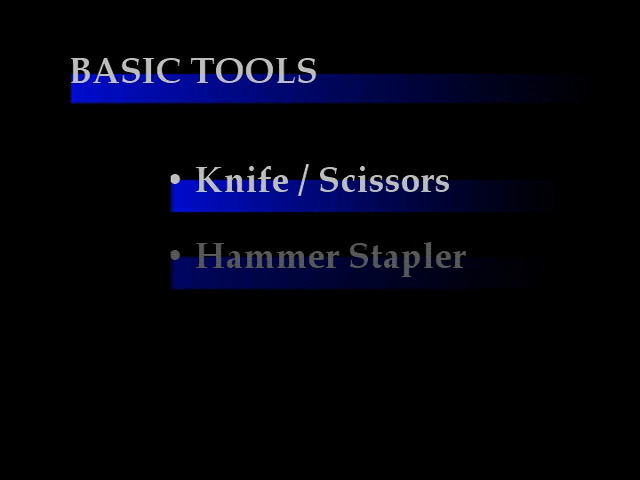 BASIC TOOLS
• Knife / Scissors
• Hammer Stapler